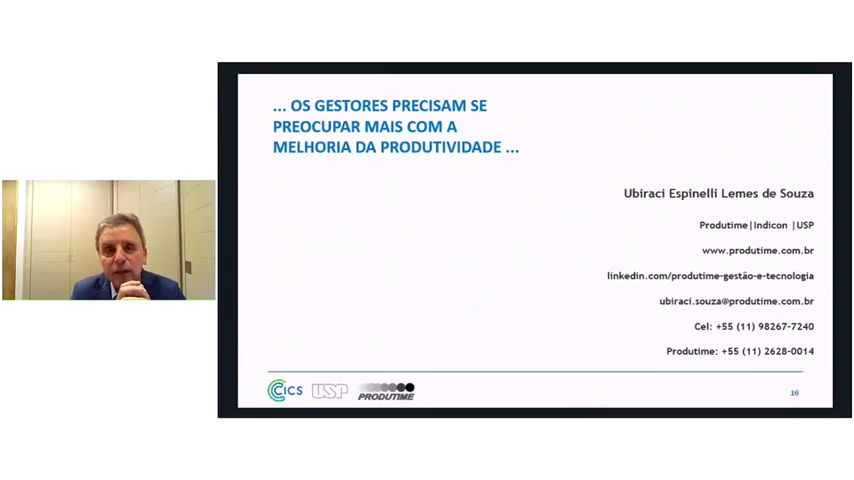 ... OS GESTORES PRECISAM SE
PREOCUPAR MAIS COM A
MELHORIA DA PRODUTIVIDADE ...
Ubiraci Espinelli Lemes de Souza
Produtime|Indicon |USP
www.produtime.com.br
linkedin.com/produtime-gestão-e-tecnologia
ubiraci.souza@produtime.com.br
Cel: +55 (11) 98267-7240
Produtime: +55 (11) 2628-0014
CICS USP PRODUTIME
16